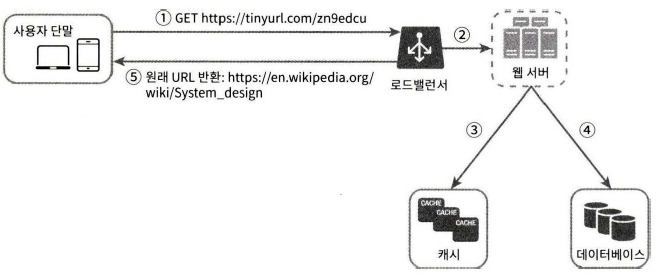 ① GET https://tinyurl.com/zn9edcu
사용자 단말
②
⑤ 원래 URL 반환: https://en.wikipedia.org/
wiki/System_design
로드밸런서
웹 서버
③
④
CACHE
CACHE
CACHE
캐시
데이터베이스